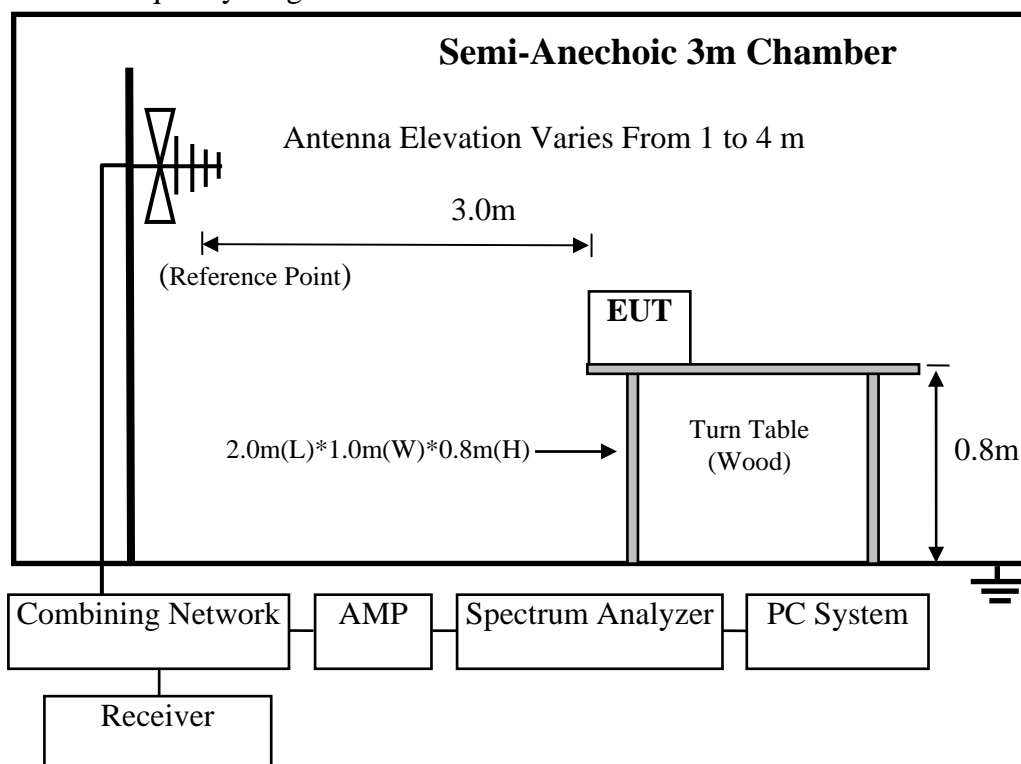 Semi-Anechoic 3m Chamber
Antenna Elevation Varies From 1 to 4 m
3.0m
(Reference Point)
EUT
2.0m(L)*1.0m(W)*0.8m(H)
Turn Table
(Wood)
0.8m
Combining Network
AMP
Spectrum Analyzer
PC System
Receiver